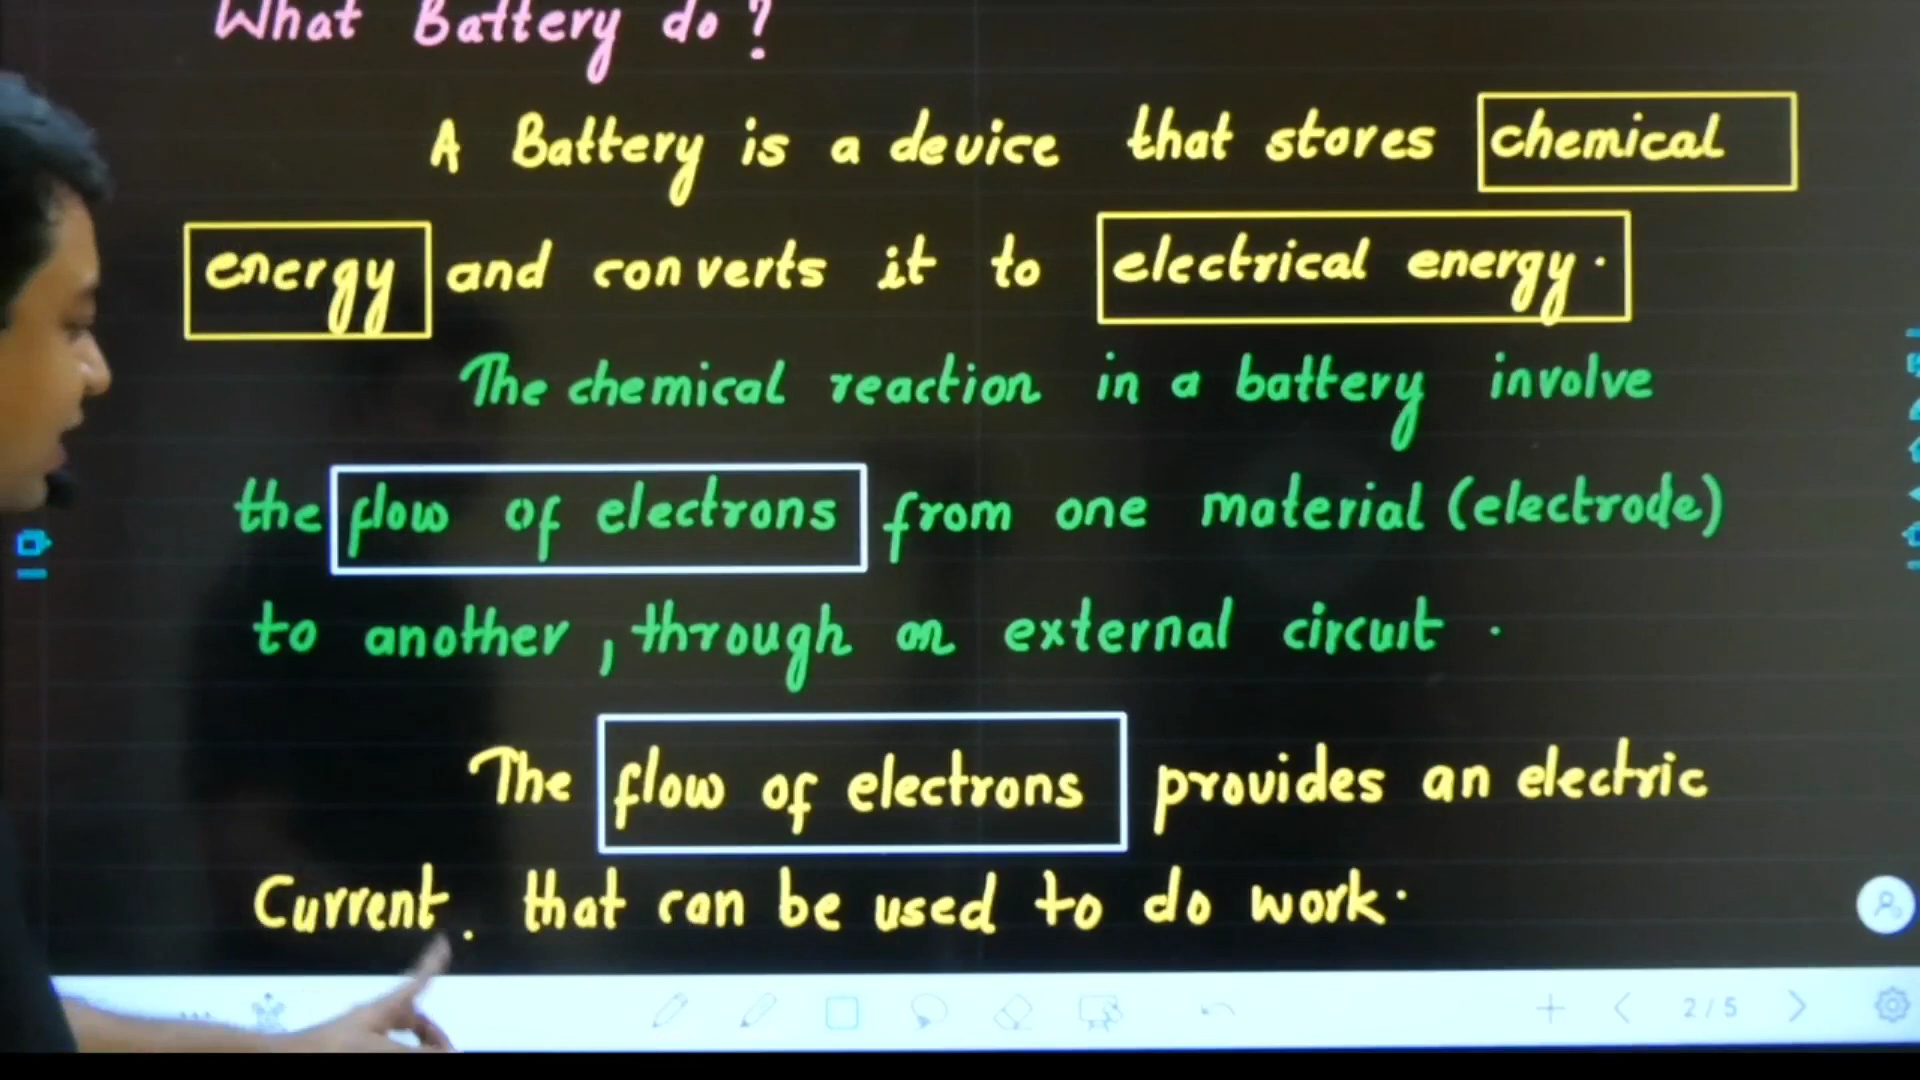 What Battery do ?
A Battery is a device that stores chemical
energy and converts it to electrical energy.
The chemical reaction in a battery involve
the flow of electrons from one material (electrode)
to another, through an external circuit .
The flow of electrons provides an electric
Current. that can be used to do work.
2/5